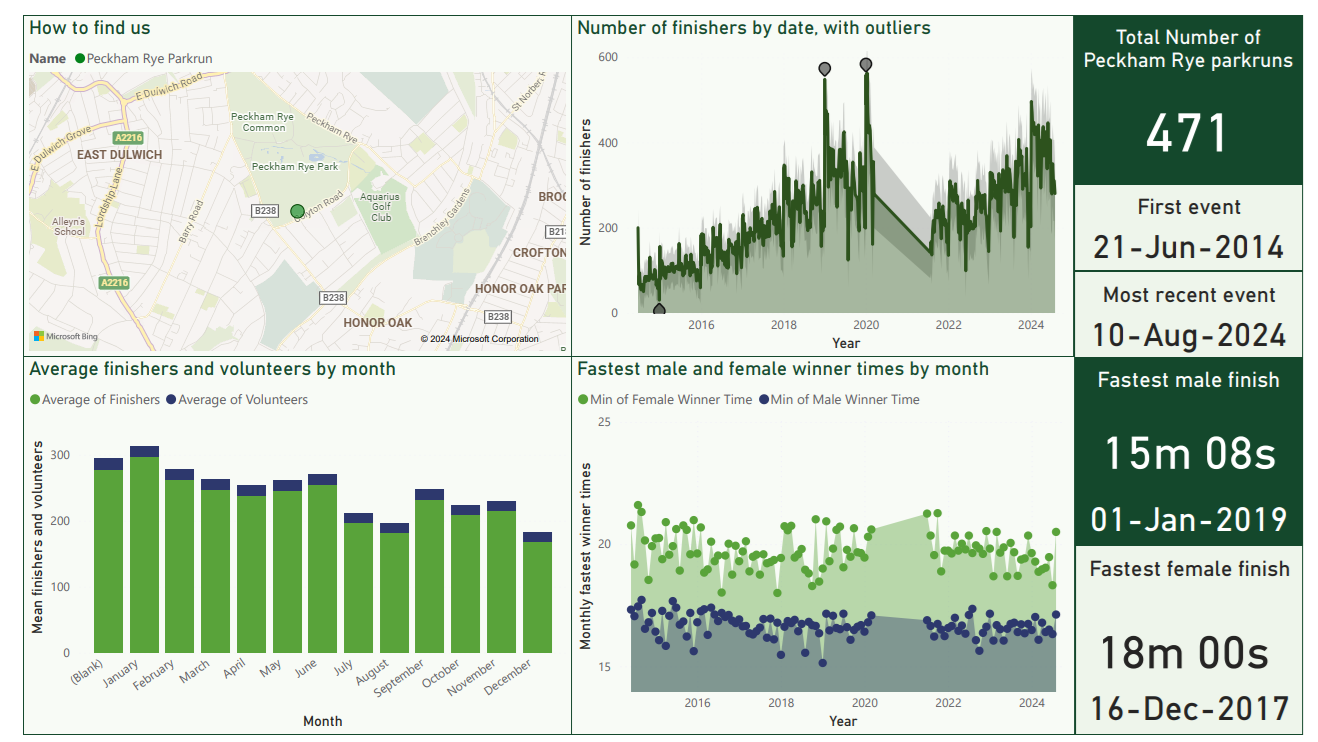 How to find us
Name Peckham Rye Parkrun
E Dulwich Road
St Norbert R
Peckham Rye
Common
Peckham Rye
A2216
E Dulwich Grove
EAST DULWICH
Peckham Rye Park
Lordship Lane
Aquarius
Golf
Club
BROC
B238
Colyton Road
Alleyn's
School
Barry Road
Brenchley Gardens
B21
CROFTON
A2216
HONOR OAK PAR
B238
B238
HONOR OAK
Microsoft Bing
© 2024 Microsoft Corporation
Number of finishers by date, with outliers
Number of finishers
600
400
200
0
2016 2018 2020 2022 2024
Year
Total Number of
Peckham Rye parkruns
471
First event
21-Jun-2014
Most recent event
10-Aug-2024
Average finishers and volunteers by month
Average of Finishers Average of Volunteers
Mean finishers and volunteers
300
200
100
0
(Blank) January February March April May June July August September October November December
Month
Fastest male and female winner times by month
Min of Female Winner Time Min of Male Winner Time
Monthly fastest winner times
25
20
15
2016 2018 2020 2022 2024
Year
Fastest male finish
15m 08s
01-Jan-2019
Fastest female finish
18m 00s
16-Dec-2017